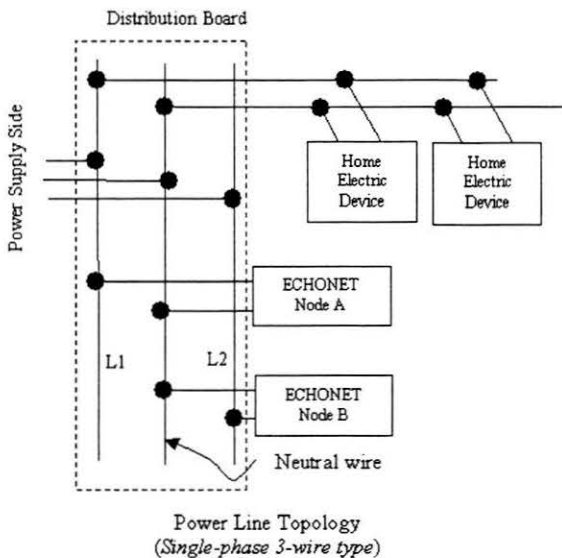 Distribution Board
Power Supply Side
Home
Electric
Device
Home
Electric
Device
ECHONET
Node A
L1
L2
ECHONET
Node B
Neutral wire
Power Line Topology
(Single-phase 3-wire type)